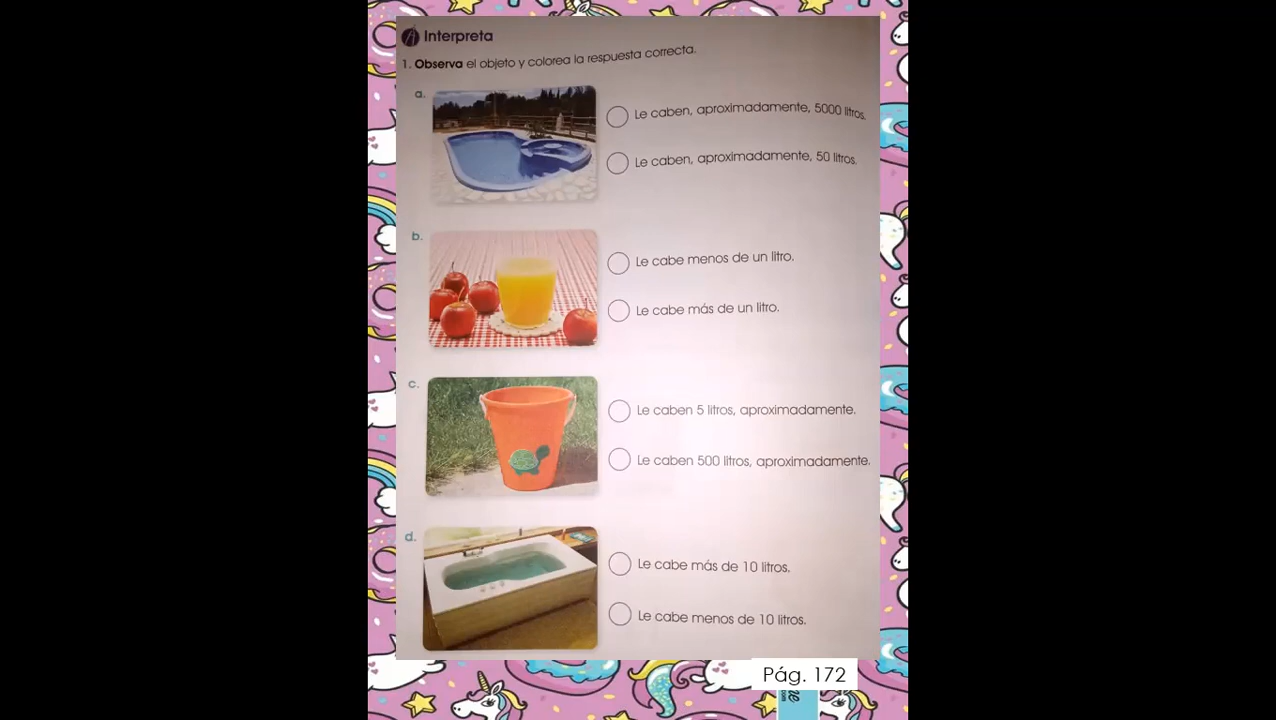 Interpreta
1. Observa el objeto y colorea la respuesta correcta.
a.
Le caben, aproximadamente, 5000 litros.
Le caben, aproximadamente, 50 litros.
b.
Le cabe menos de un litro.
Le cabe más de un litro.
c.
Le caben 5 litros, aproximadamente.
Le caben 500 litros, aproximadamente.
d.
Le cabe más de 10 litros.
Le cabe menos de 10 litros.
Pág. 172